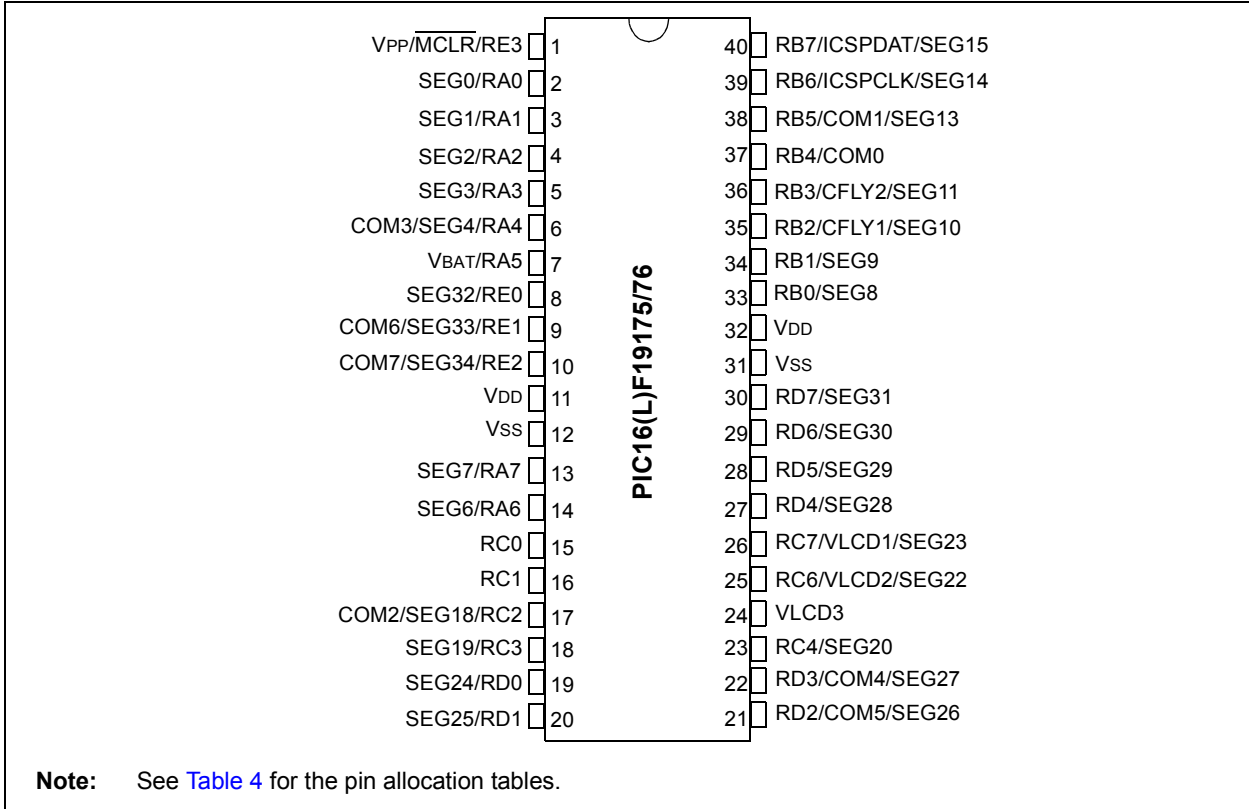 VPP/MCLR/RE3 1
SEG0/RA0 2
SEG1/RA1 3
SEG2/RA2 4
SEG3/RA3 5
COM3/SEG4/RA4 6
VBAT/RA5 7
SEG32/RE0 8
COM6/SEG33/RE1 9
COM7/SEG34/RE2 10
VDD 11
VSS 12
SEG7/RA7 13
SEG6/RA6 14
RC0 15
RC1 16
COM2/SEG18/RC2 17
SEG19/RC3 18
SEG24/RD0 19
SEG25/RD1 20
PIC16(L)F19175/76
40 RB7/ICSPDAT/SEG15
39 RB6/ICSPCLK/SEG14
38 RB5/COM1/SEG13
37 RB4/COM0
36 RB3/CFLY2/SEG11
35 RB2/CFLY1/SEG10
34 RB1/SEG9
33 RB0/SEG8
32 VDD
31 VSS
30 RD7/SEG31
29 RD6/SEG30
28 RD5/SEG29
27 RD4/SEG28
26 RC7/VLCD1/SEG23
25 RC6/VLCD2/SEG22
24 VLCD3
23 RC4/SEG20
22 RD3/COM4/SEG27
21 RD2/COM5/SEG26
Note: See Table 4 for the pin allocation tables.